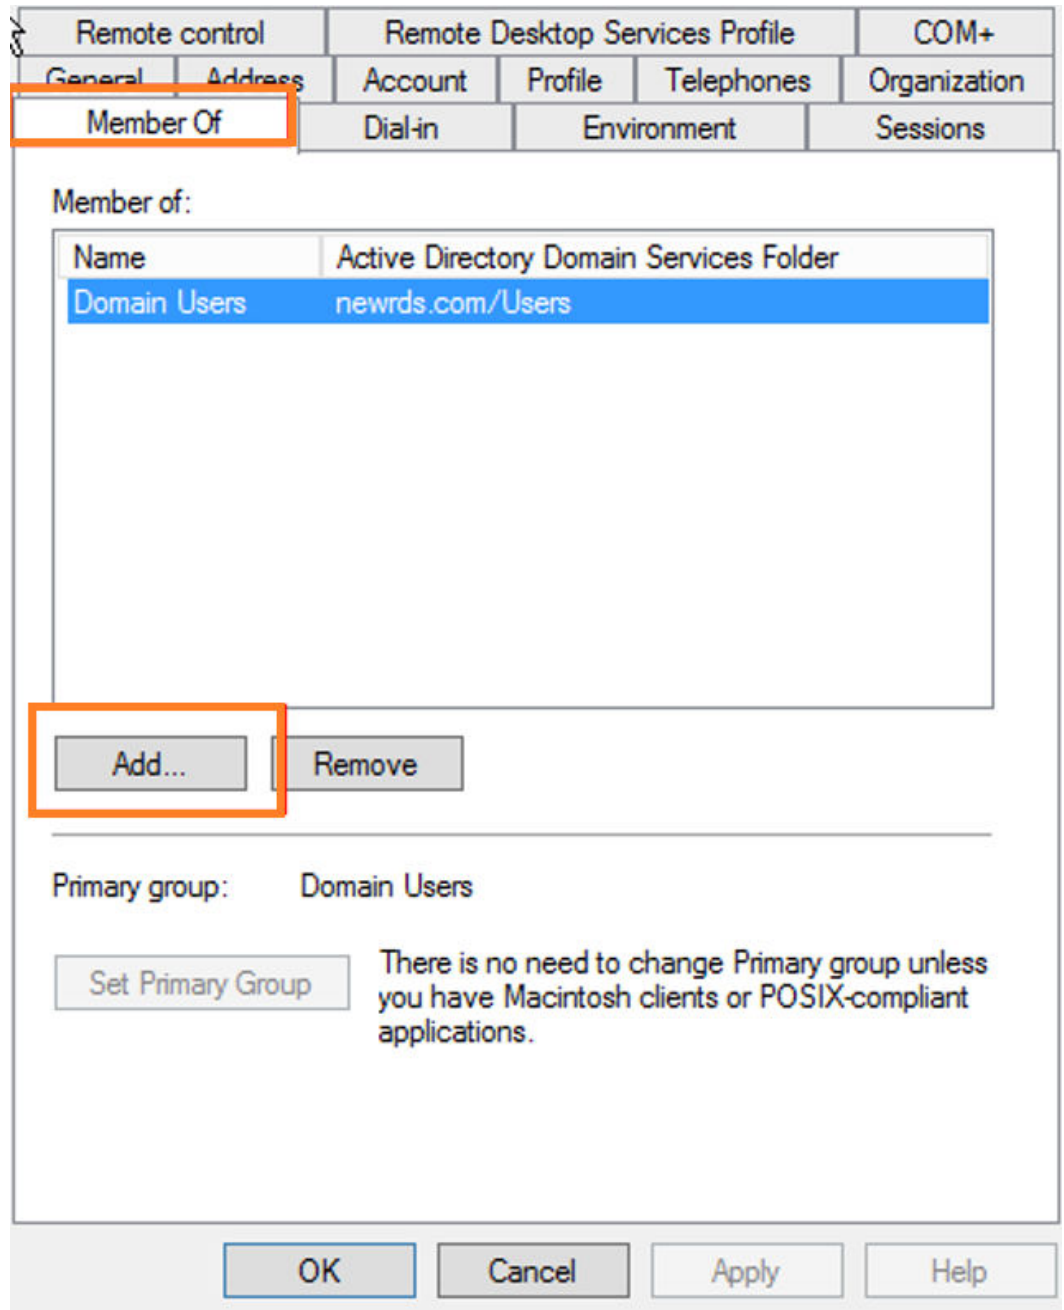 Remote control Remote Desktop Services Profile COM+
General Address Account Profile Telephones Organization
Member Of Dial-in Environment Sessions
Member of:
Name Active Directory Domain Services Folder
Domain Users newrds.com/Users
Add... Remove
Primary group: Domain Users
Set Primary Group
There is no need to change Primary group unless
you have Macintosh clients or POSIX-compliant
applications.
OK Cancel Apply Help